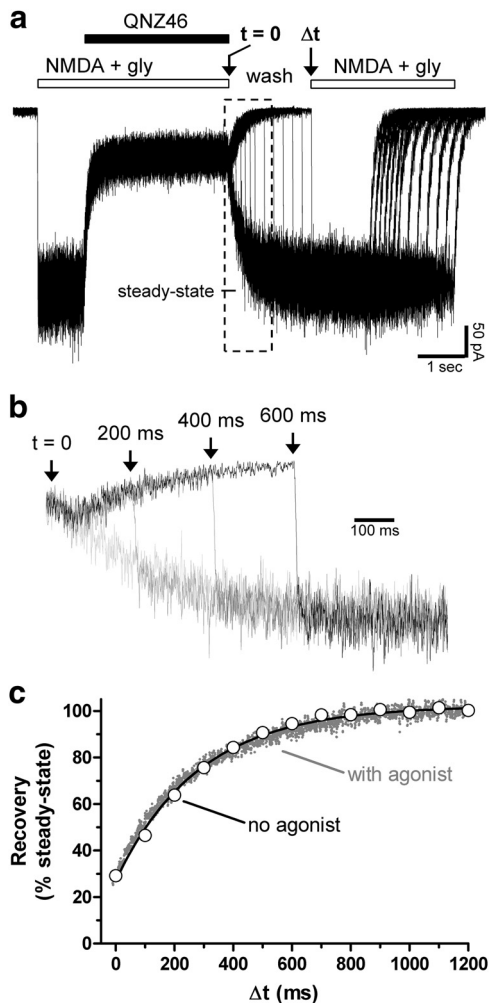 a
QNZ46
t = 0
Δt
NMDA + gly
wash
NMDA + gly
steady-state
50 pA
1 sec
b
t = 0
200 ms
400 ms
600 ms
100 ms
c
Recovery
(% steady-state)
100
80
60
40
20
0
with agonist
no agonist
0
200
400
600
800
1000
1200
Δt (ms)